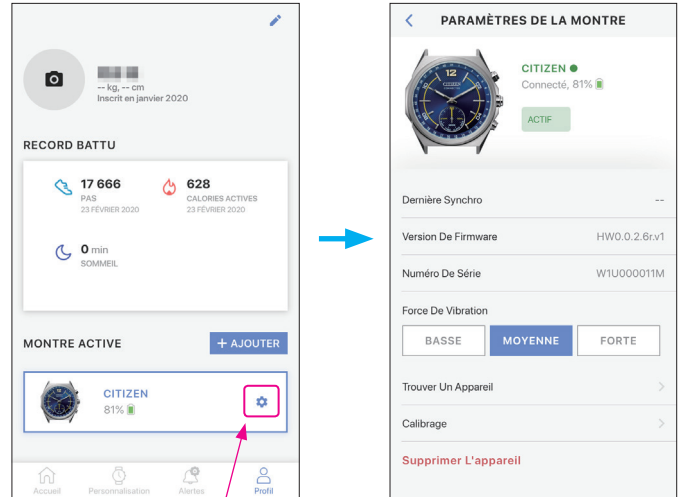 -- kg, -- cm
Inscrit en janvier 2020
RECORD BATTU
17 666
PAS
23 FÉVRIER 2020
628
CALORIES ACTIVES
23 FÉVRIER 2020
0 min
SOMMEIL
MONTRE ACTIVE
+ AJOUTER
CITIZEN
81%
Accueil
Personnalisation
Alertes
Profil
PARAMÈTRES DE LA MONTRE
12
CITIZEN
Connecté, 81%
ACTIF
Dernière Synchro --
Version De Firmware HW0.0.2.6r.v1
Numéro De Série W1U000011M
Force De Vibration
BASSE MOYENNE FORTE
Trouver Un Appareil
Calibrage
Supprimer L'appareil